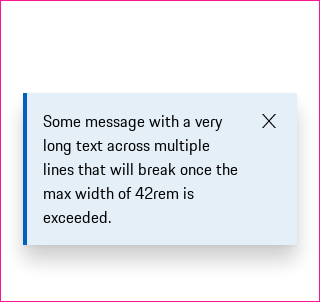 Some message with a very
long text across multiple
lines that will break once the
max width of 42rem is
exceeded.